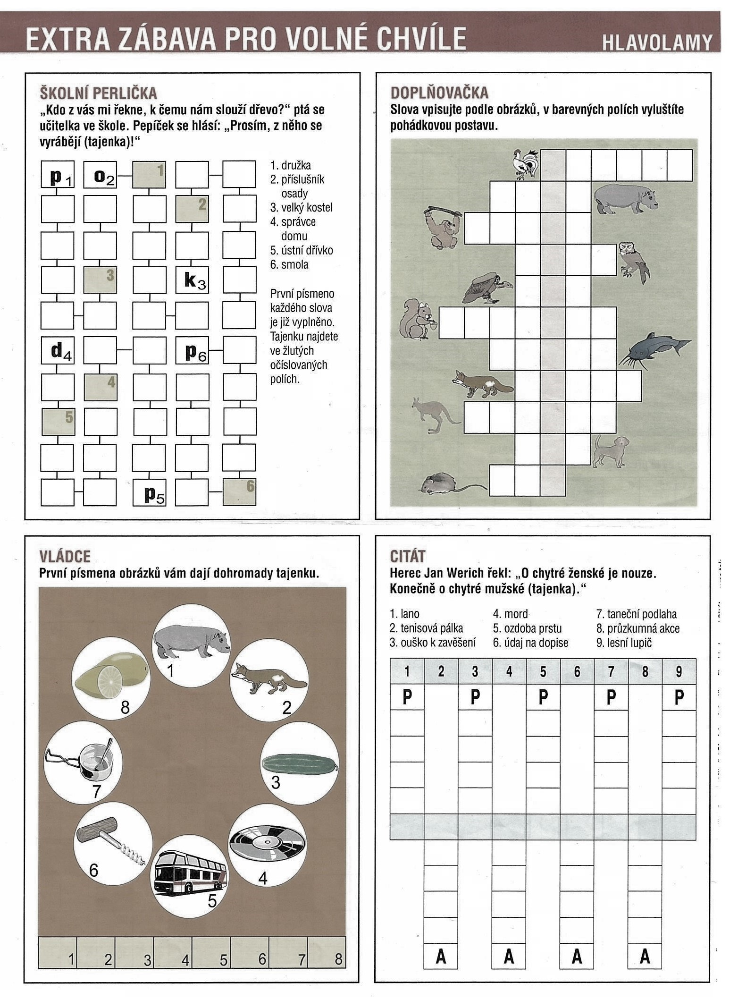 EXTRA ZÁBAVA PRO VOLNÉ CHVÍLE
HLAVOLAMY
ŠKOLNÍ PERLIČKA
„Kdo z vás mi řekne, k čemu nám slouží dřevo?“ ptá se
učitelka ve škole. Pepíček se hlásí: „Prosím, z něho se
vyrábějí (tajenka)!“
p 1 o 2 1
2
3 k 3
d 4 p 6
4
5
p 5 6
1. družka
2. příslušník
osady
3. velký kostel
4. správce
domu
5. ústní dřívko
6. smola
První písmeno
každého slova
je již vyplněno.
Tajenku najdete
ve žlutých
očíslovaných
polích.
DOPLŇOVAČKA
Slova vpisujte podle obrázků, v barevných polích vyluštíte
pohádkovou postavu.
VLÁDCE
První písmena obrázků vám dají dohromady tajenku.
1
2
3
4
5
6
7
8
1 2 3 4 5 6 7 8
CITÁT
Herec Jan Werich řekl: „O chytré ženské je nouze.
Konečně o chytré mužské (tajenka).“
1. lano
2. tenisová pálka
3. ouško k zavěšení
4. mord
5. ozdoba prstu
6. údaj na dopise
7. taneční podlaha
8. průzkumná akce
9. lesní lupič
1 2 3 4 5 6 7 8 9
P P P P P
A A A A